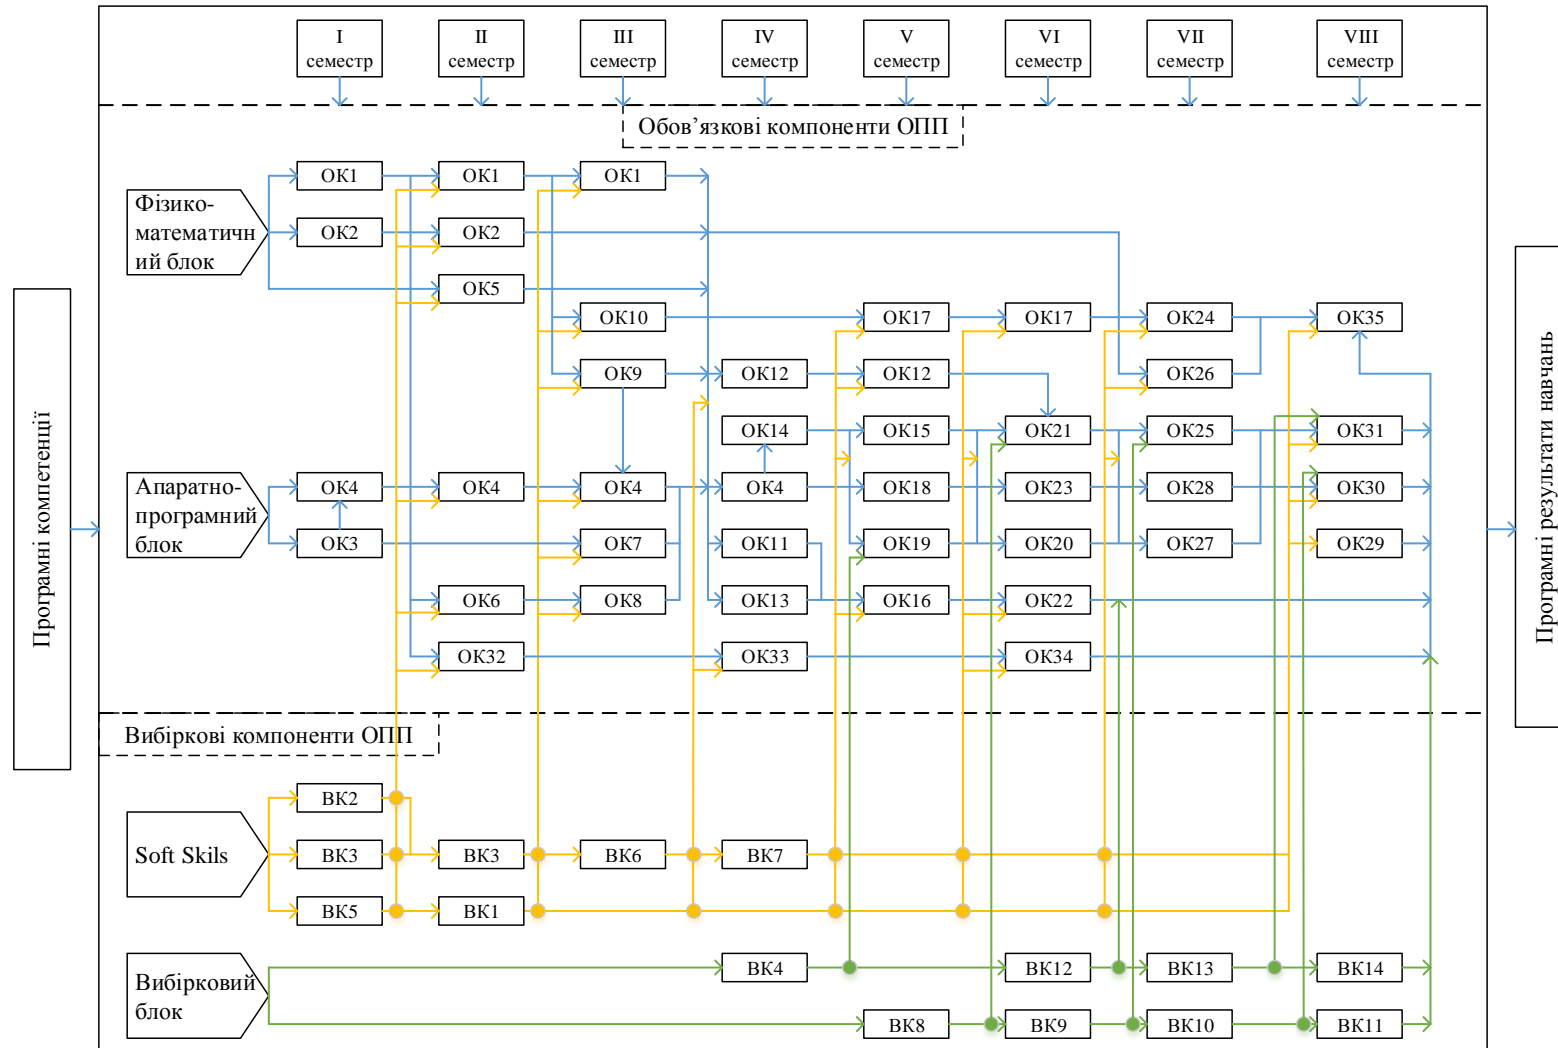 I
семестр
II
семестр
III
семестр
IV
семестр
V
семестр
VI
семестр
VII
семестр
VIII
семестр
Обов’язкові компоненти ОПП
Фізико-
математичн
ий блок
ОК1
ОК1
ОК1
ОК2
ОК2
ОК5
ОК10
ОК17
ОК17
ОК24
ОК35
ОК9
ОК12
ОК12
ОК26
ОК14
ОК15
ОК21
ОК25
ОК31
Апаратно-
програмний
блок
ОК4
ОК4
ОК4
ОК4
ОК18
ОК23
ОК28
ОК30
ОК3
ОК7
ОК11
ОК19
ОК20
ОК27
ОК29
ОК6
ОК8
ОК13
ОК16
ОК22
ОК32
ОК33
ОК34
Програмні компетенції
Програмні результати навчань
Вибіркові компоненти ОПП
Soft Skils
ВК2
ВК3
ВК3
ВК6
ВК7
ВК5
ВК1
Вибірковий
блок
ВК4
ВК12
ВК13
ВК14
ВК8
ВК9
ВК10
ВК11